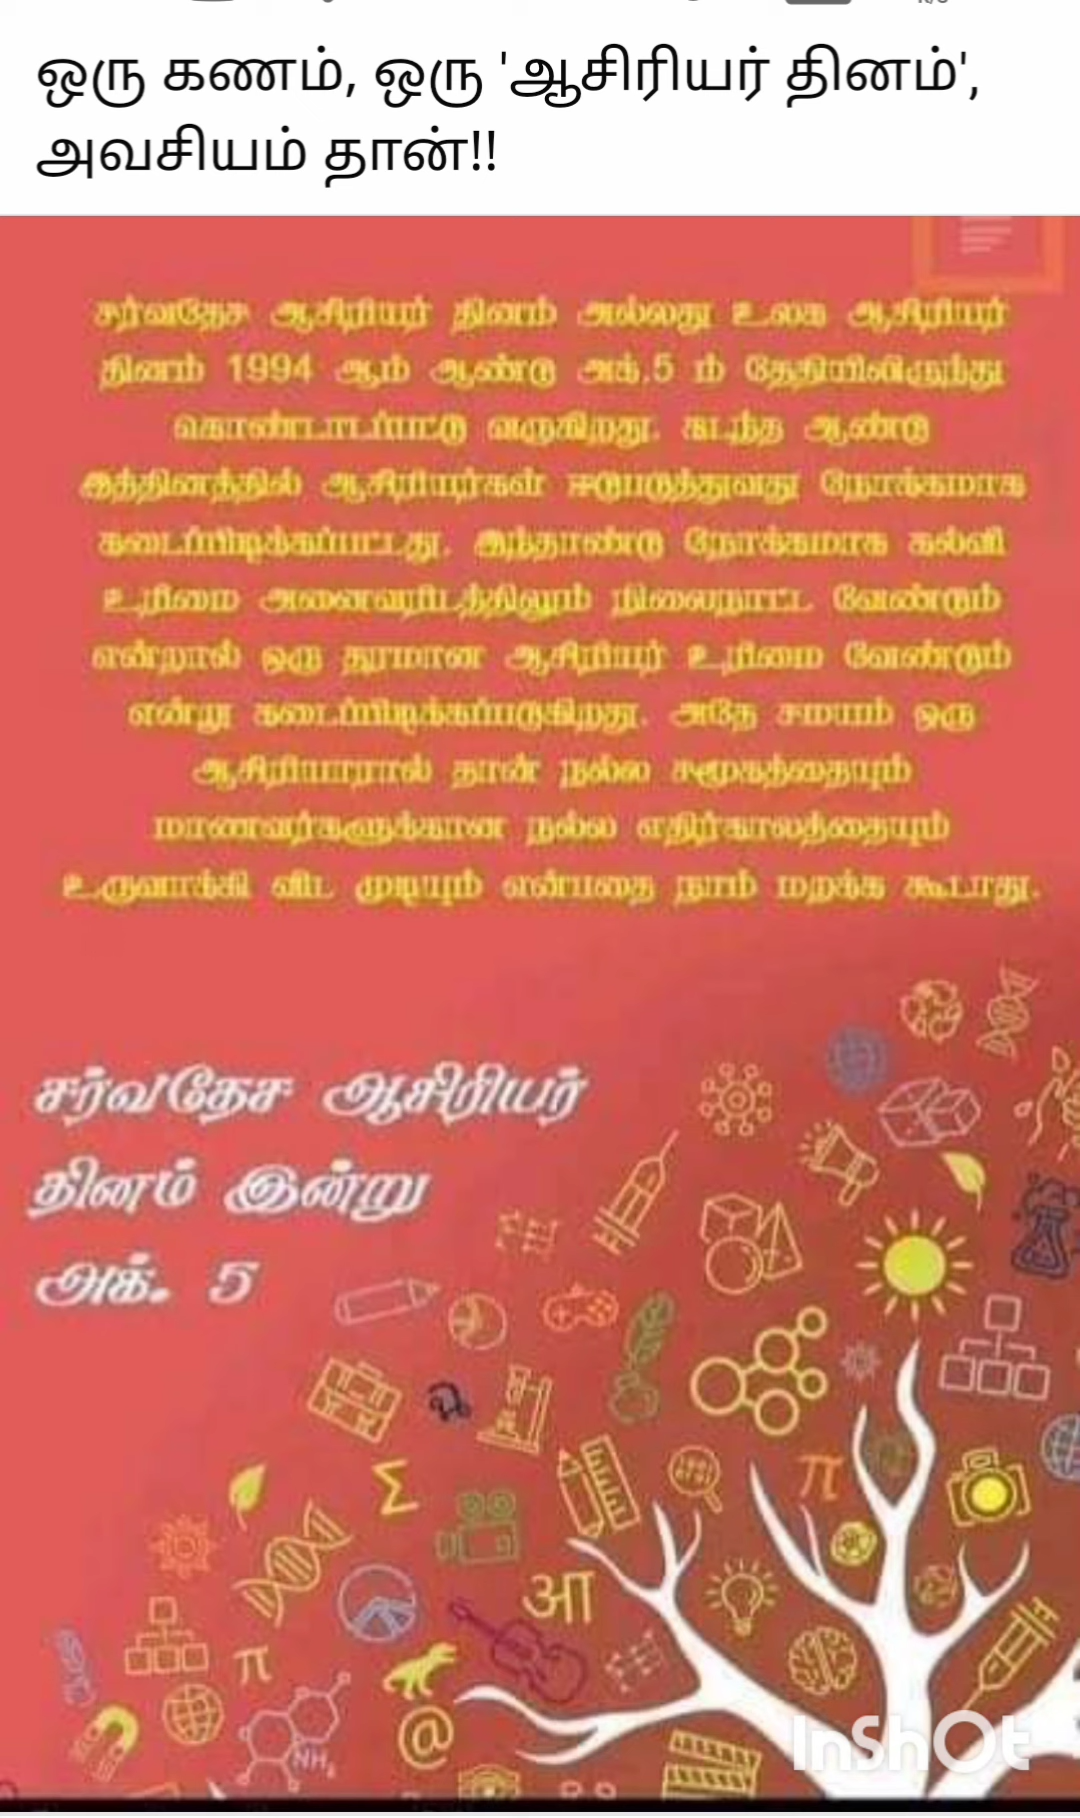 ஒரு கணம், ஒரு 'ஆசிரியர் தினம்',
அவசியம் தான்!!
சர்வதேச ஆசிரியர் தினம் அல்லது உலக ஆசிரியர்
தினம் 1994 ஆம் ஆண்டு அக்.5 ம் தேதியிலிருந்து
கொண்டாடப்பட்டு வருகிறது. கடந்த ஆண்டு
இத்தினத்தில் ஆசிரியர்கள் ஈடுபடுத்துவது நோக்கமாக
கடைப்பிடிக்கப்பட்டது. இந்தாண்டு நோக்கமாக கல்வி
உரிமை அனைவரிடத்திலும் நிலைநாட்ட வேண்டும்
என்றால் ஒரு தரமான ஆசிரியர் உரிமை வேண்டும்
என்று கடைப்பிடிக்கப்படுகிறது. அதே சமயம் ஒரு
ஆசிரியரால் தான் நல்ல சமூகத்தையும்
மாணவர்களுக்கான நல்ல எதிர்காலத்தையும்
உருவாக்கி விட முடியும் என்பதை நாம் மறக்க கூடாது.
சர்வதேச ஆசிரியர்
தினம் இன்று
அக். 5
π
Σ
आ
π
@
NH₂
InShOt